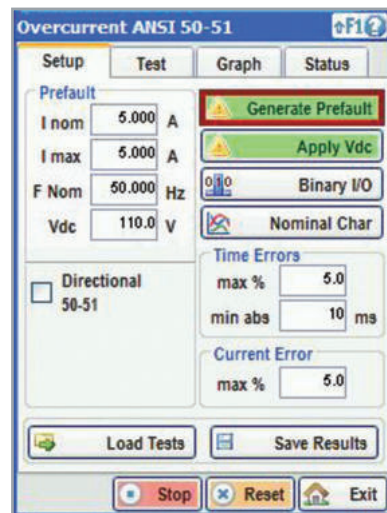 Overcurrent ANSI 50-51
F1
Setup Test Graph Status
Prefault
I nom 5.000 A
I max 5.000 A
F Nom 50.000 Hz
Vdc 110.0 V
Directional
50-51
Generate Prefault
Apply Vdc
010 Binary I/O
Nominal Char
Time Errors
max % 5.0
min abs 10 ms
Current Error
max % 5.0
Load Tests Save Results
Stop Reset Exit